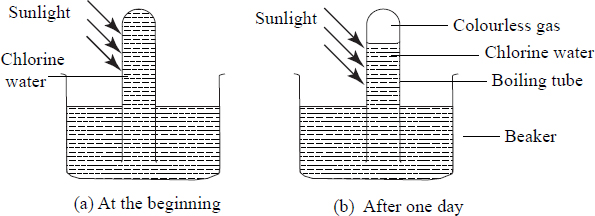 Sunlight
Chlorine
water
(a) At the beginning
Sunlight
Colourless gas
Chlorine water
Boiling tube
Beaker
(b) After one day